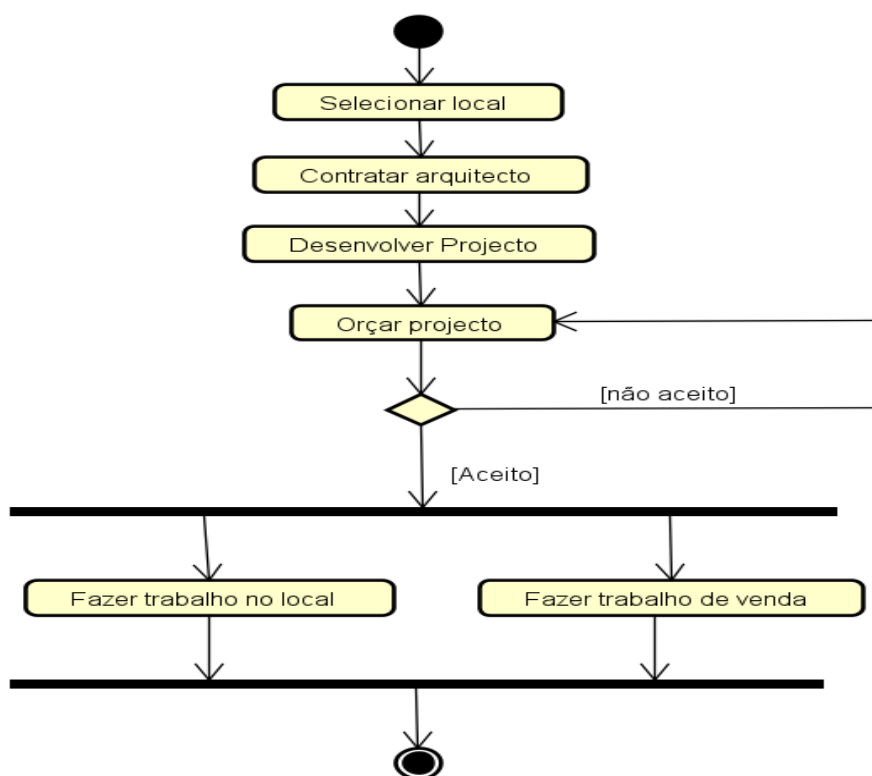 Selecionar local
Contratar arquitecto
Desenvolver Projecto
Orçar projecto
[não aceito]
[Aceito]
Fazer trabalho no local
Fazer trabalho de venda